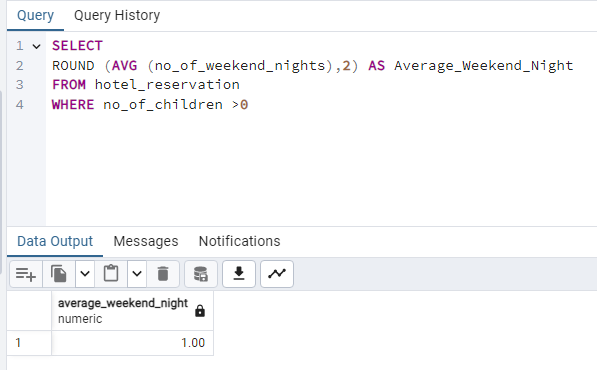 Query Query History
1 SELECT
2 ROUND (AVG (no_of_weekend_nights),2) AS Average_Weekend_Night
3 FROM hotel_reservation
4 WHERE no_of_children >0
Data Output Messages Notifications
average_weekend_night
numeric
1 1.00